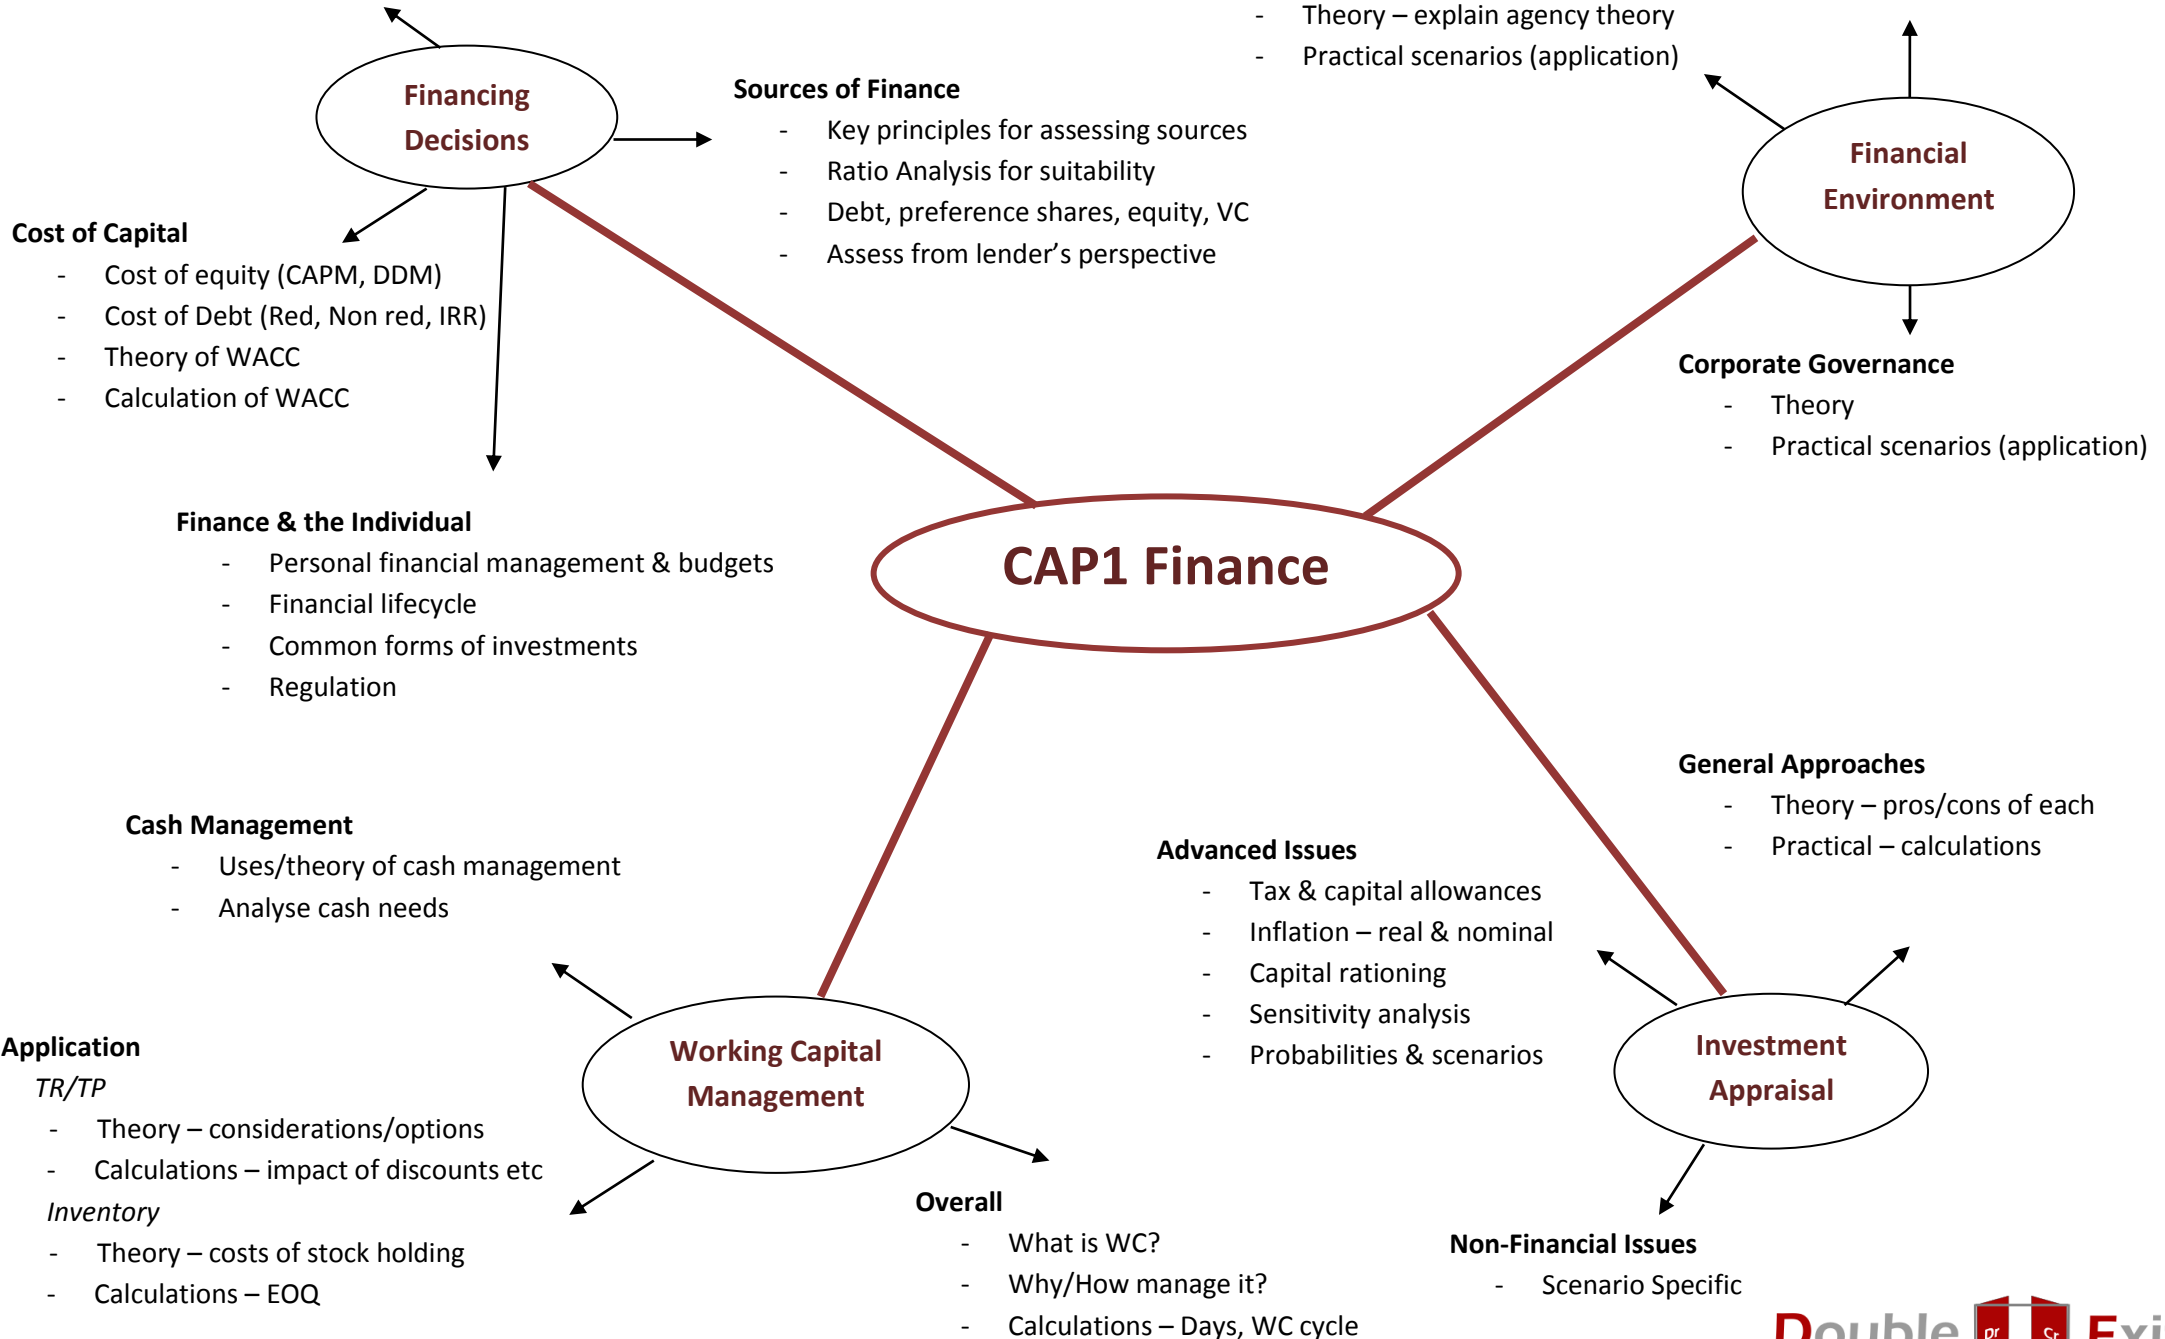 - Theory – explain agency theory
- Practical scenarios (application)
Financing
Decisions
Sources of Finance
- Key principles for assessing sources
- Ratio Analysis for suitability
- Debt, preference shares, equity, VC
- Assess from lender’s perspective
Financial
Environment
Cost of Capital
- Cost of equity (CAPM, DDM)
- Cost of Debt (Red, Non red, IRR)
- Theory of WACC
- Calculation of WACC
Corporate Governance
- Theory
- Practical scenarios (application)
Finance & the Individual
- Personal financial management & budgets
- Financial lifecycle
- Common forms of investments
- Regulation
CAP1 Finance
General Approaches
- Theory – pros/cons of each
- Practical – calculations
Cash Management
- Uses/theory of cash management
- Analyse cash needs
Advanced Issues
- Tax & capital allowances
- Inflation – real & nominal
- Capital rationing
- Sensitivity analysis
- Probabilities & scenarios
Application
TR/TP
- Theory – considerations/options
- Calculations – impact of discounts etc
Inventory
- Theory – costs of stock holding
- Calculations – EOQ
Working Capital
Management
Investment
Appraisal
Overall
- What is WC?
- Why/How manage it?
- Calculations – Days, WC cycle
Non-Financial Issues
- Scenario Specific
Double Dr Cr Exi